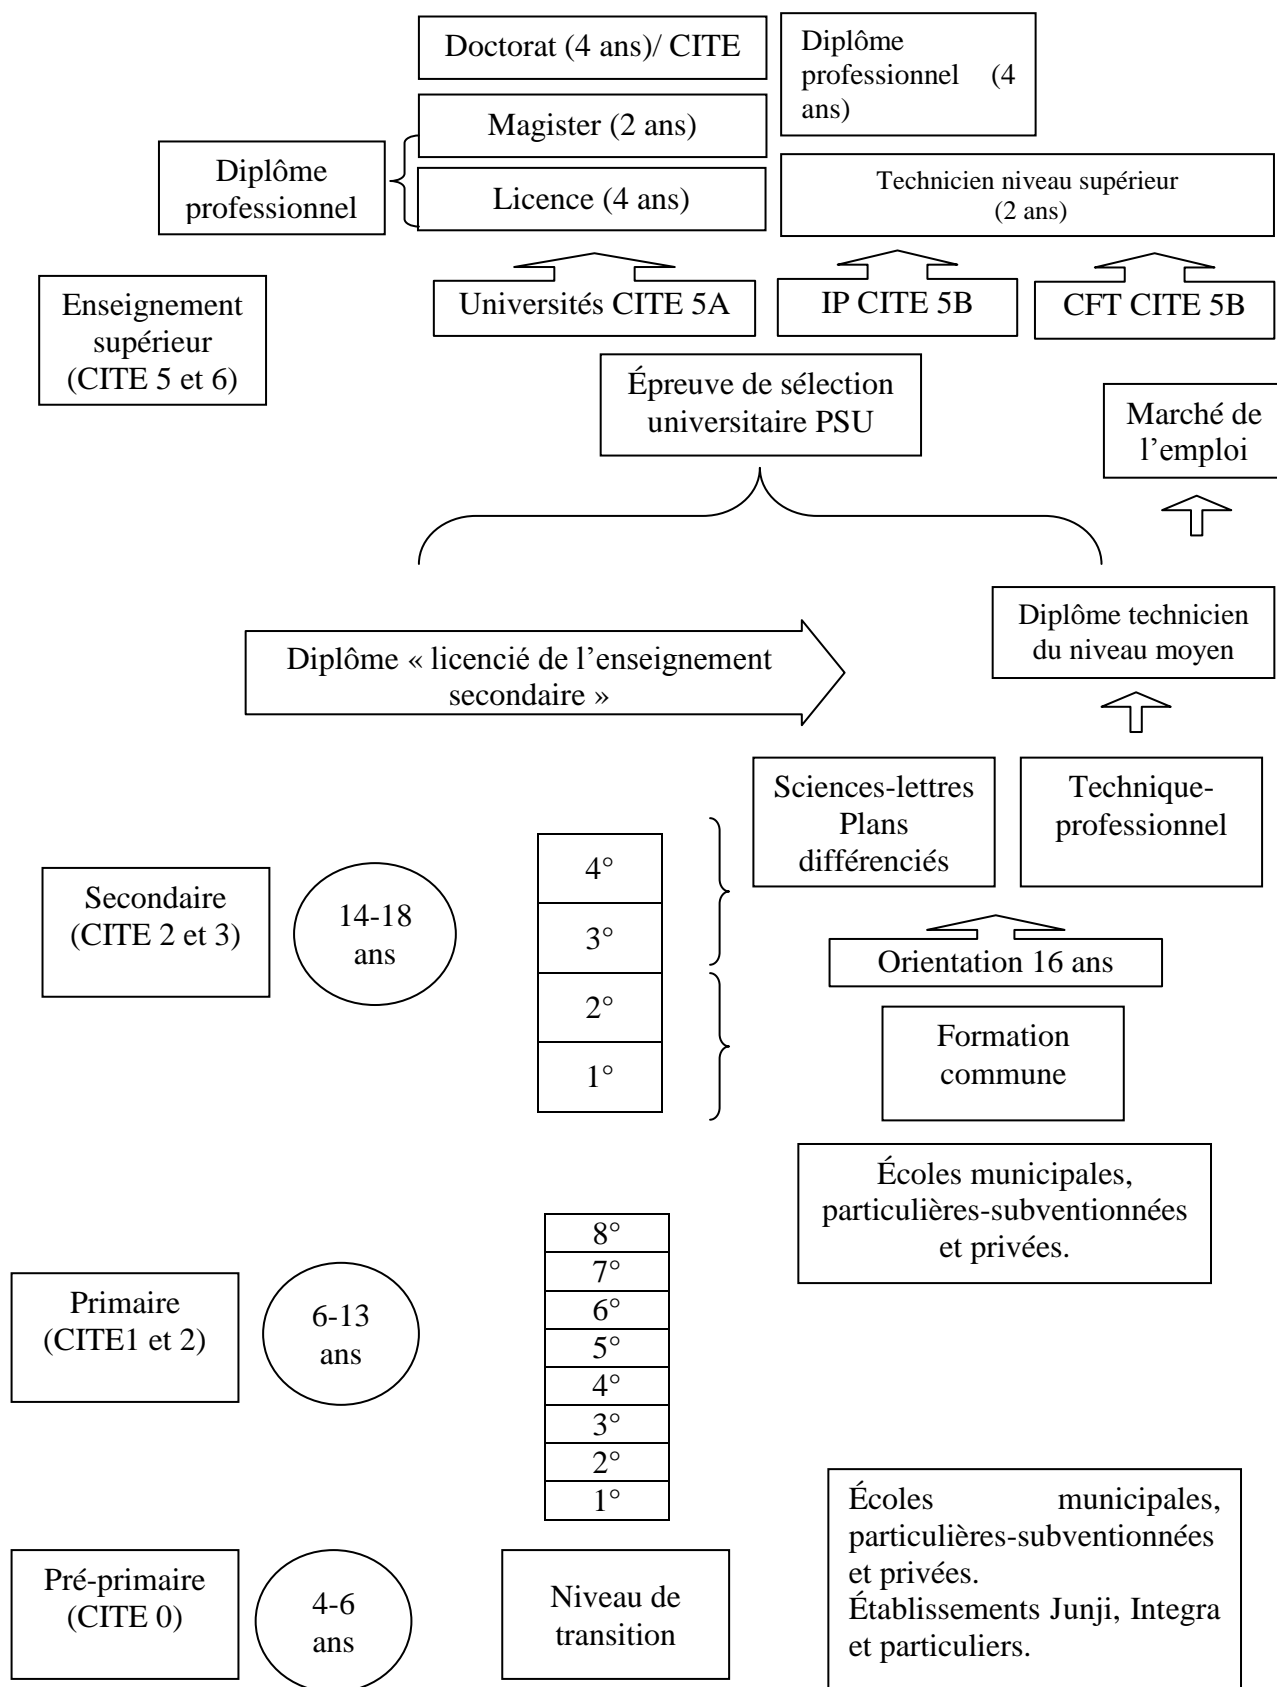 Doctorat (4 ans)/ CITE
Diplôme
professionnel (4
ans)
Magister (2 ans)
Diplôme
professionnel
Licence (4 ans)
Technicien niveau supérieur
(2 ans)
Enseignement
supérieur
(CITE 5 et 6)
Universités CITE 5A
IP CITE 5B
CFT CITE 5B
Épreuve de sélection
universitaire PSU
Marché de
l’emploi
Diplôme technicien
du niveau moyen
Diplôme « licencié de l’enseignement
secondaire »
Sciences-lettres
Plans
différenciés
Technique-
professionnel
Secondaire
(CITE 2 et 3)
14-18
ans
4°
3°
2°
1°
Orientation 16 ans
Formation
commune
Écoles municipales,
particulières-subventionnées
et privées.
Primaire
(CITE1 et 2)
6-13
ans
8°
7°
6°
5°
4°
3°
2°
1°
Pré-primaire
(CITE 0)
4-6
ans
Niveau de
transition
Écoles municipales,
particulières-subventionnées
et privées.
Établissements Junji, Integra
et particuliers.